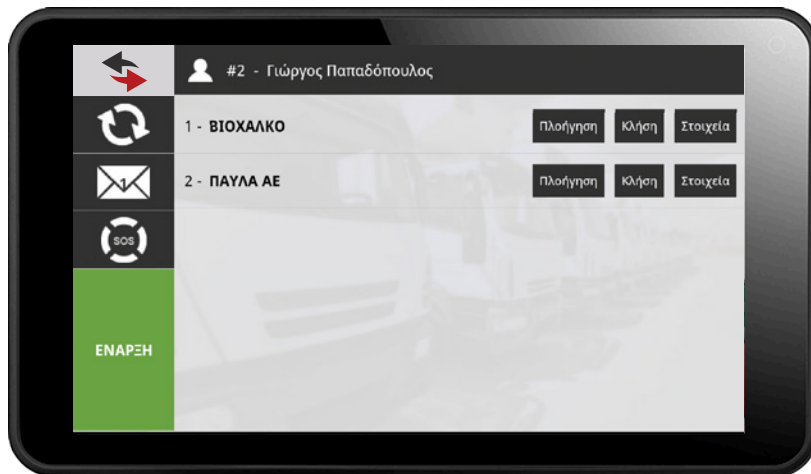 #2 - Γιώργος Παπαδόπουλος
1 - ΒΙΟΧΑΛΚΟ
Πλοήγηση Κλήση Στοιχεία
2 - ΠΑΥΛΑ ΑΕ
Πλοήγηση Κλήση Στοιχεία
1
SOS
ΕΝΑΡΞΗ